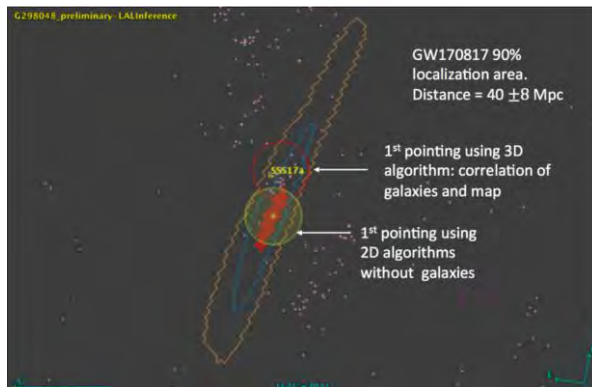 G298048_preliminary-LALInference
GW170817 90%
localization area.
Distance = 40 ±8 Mpc
1st pointing using 3D
algorithm: correlation of
galaxies and map
SSS17a
1st pointing using
2D algorithms
without galaxies